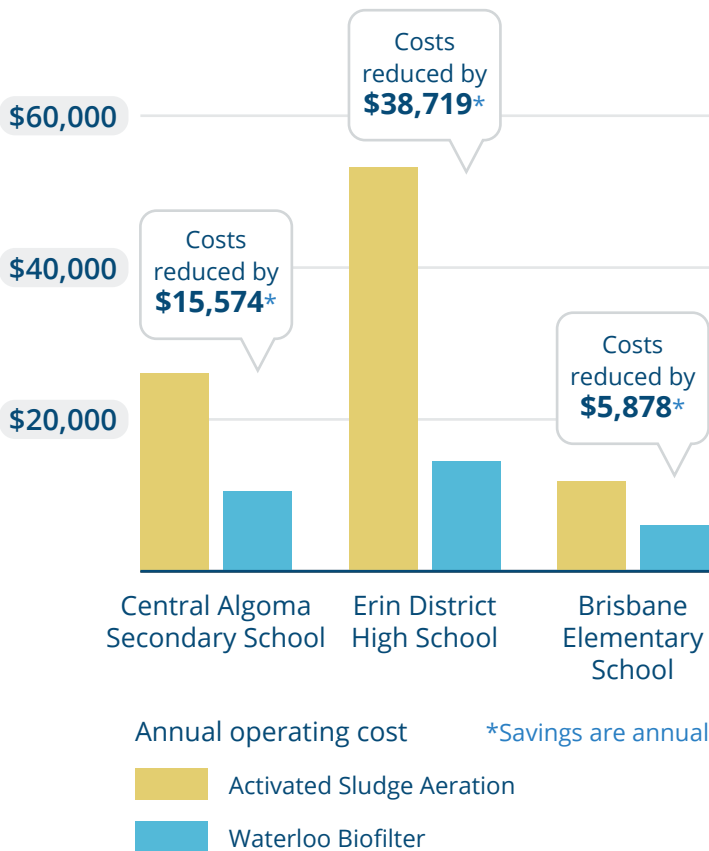 Costs
reduced by
$38,719*
$60,000
Costs
reduced by
$15,574*
$40,000
Costs
reduced by
$5,878*
$20,000
Central Algoma
Secondary School
Erin District
High School
Brisbane
Elementary
School
Annual operating cost
*Savings are annual
Activated Sludge Aeration
Waterloo Biofilter